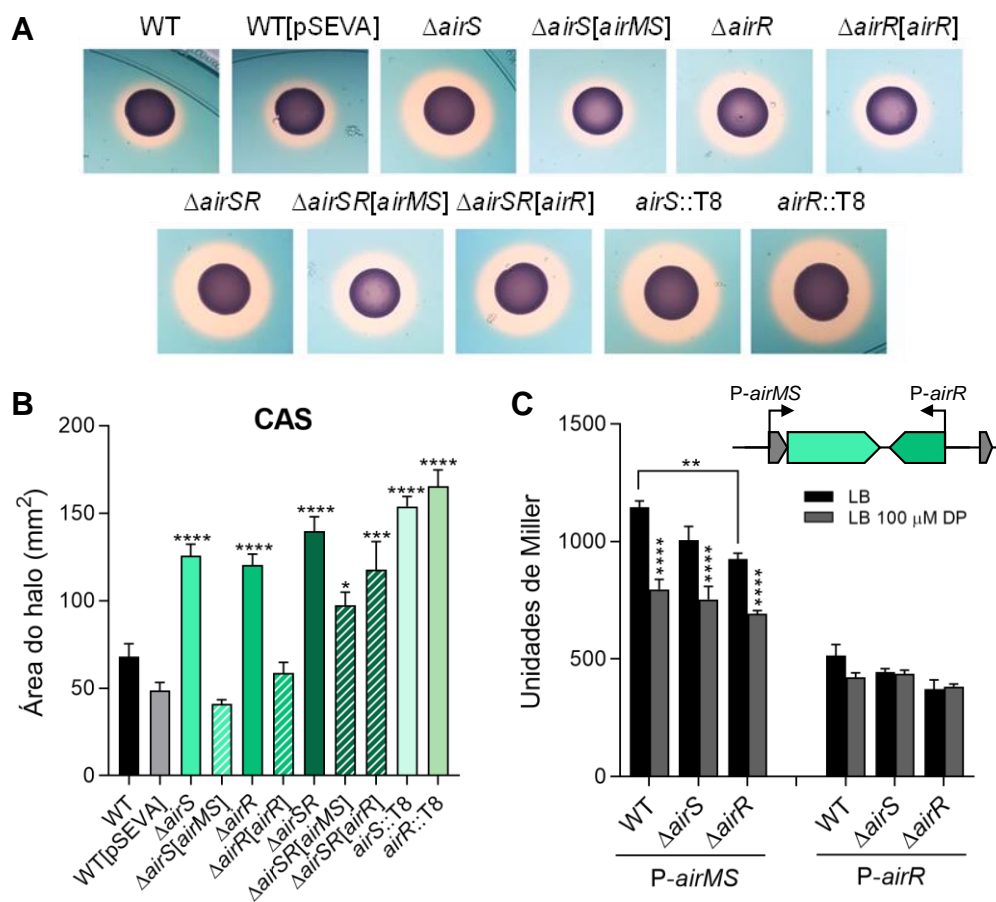 A
WT WT[pSEVA] ΔairS ΔairS[airMS] ΔairR ΔairR[airR]
ΔairSR ΔairSR[airMS] ΔairSR[airR] airS::T8 airR::T8
B
CAS
Área do halo (mm²)
200
150
100
50
0
**** **** **** * *** **** ****
WT
WT[pSEVA]
ΔairS
ΔairS[airMS]
ΔairR
ΔairR[airR]
ΔairSR
ΔairSR[airMS]
ΔairSR[airR]
airS::T8
airR::T8
C
P-airMS P-airR
LB
LB 100 μM DP
Unidades de Miller
1500
1000
500
0
**
**** **** ****
WT ΔairS ΔairR WT ΔairS ΔairR
P-airMS P-airR